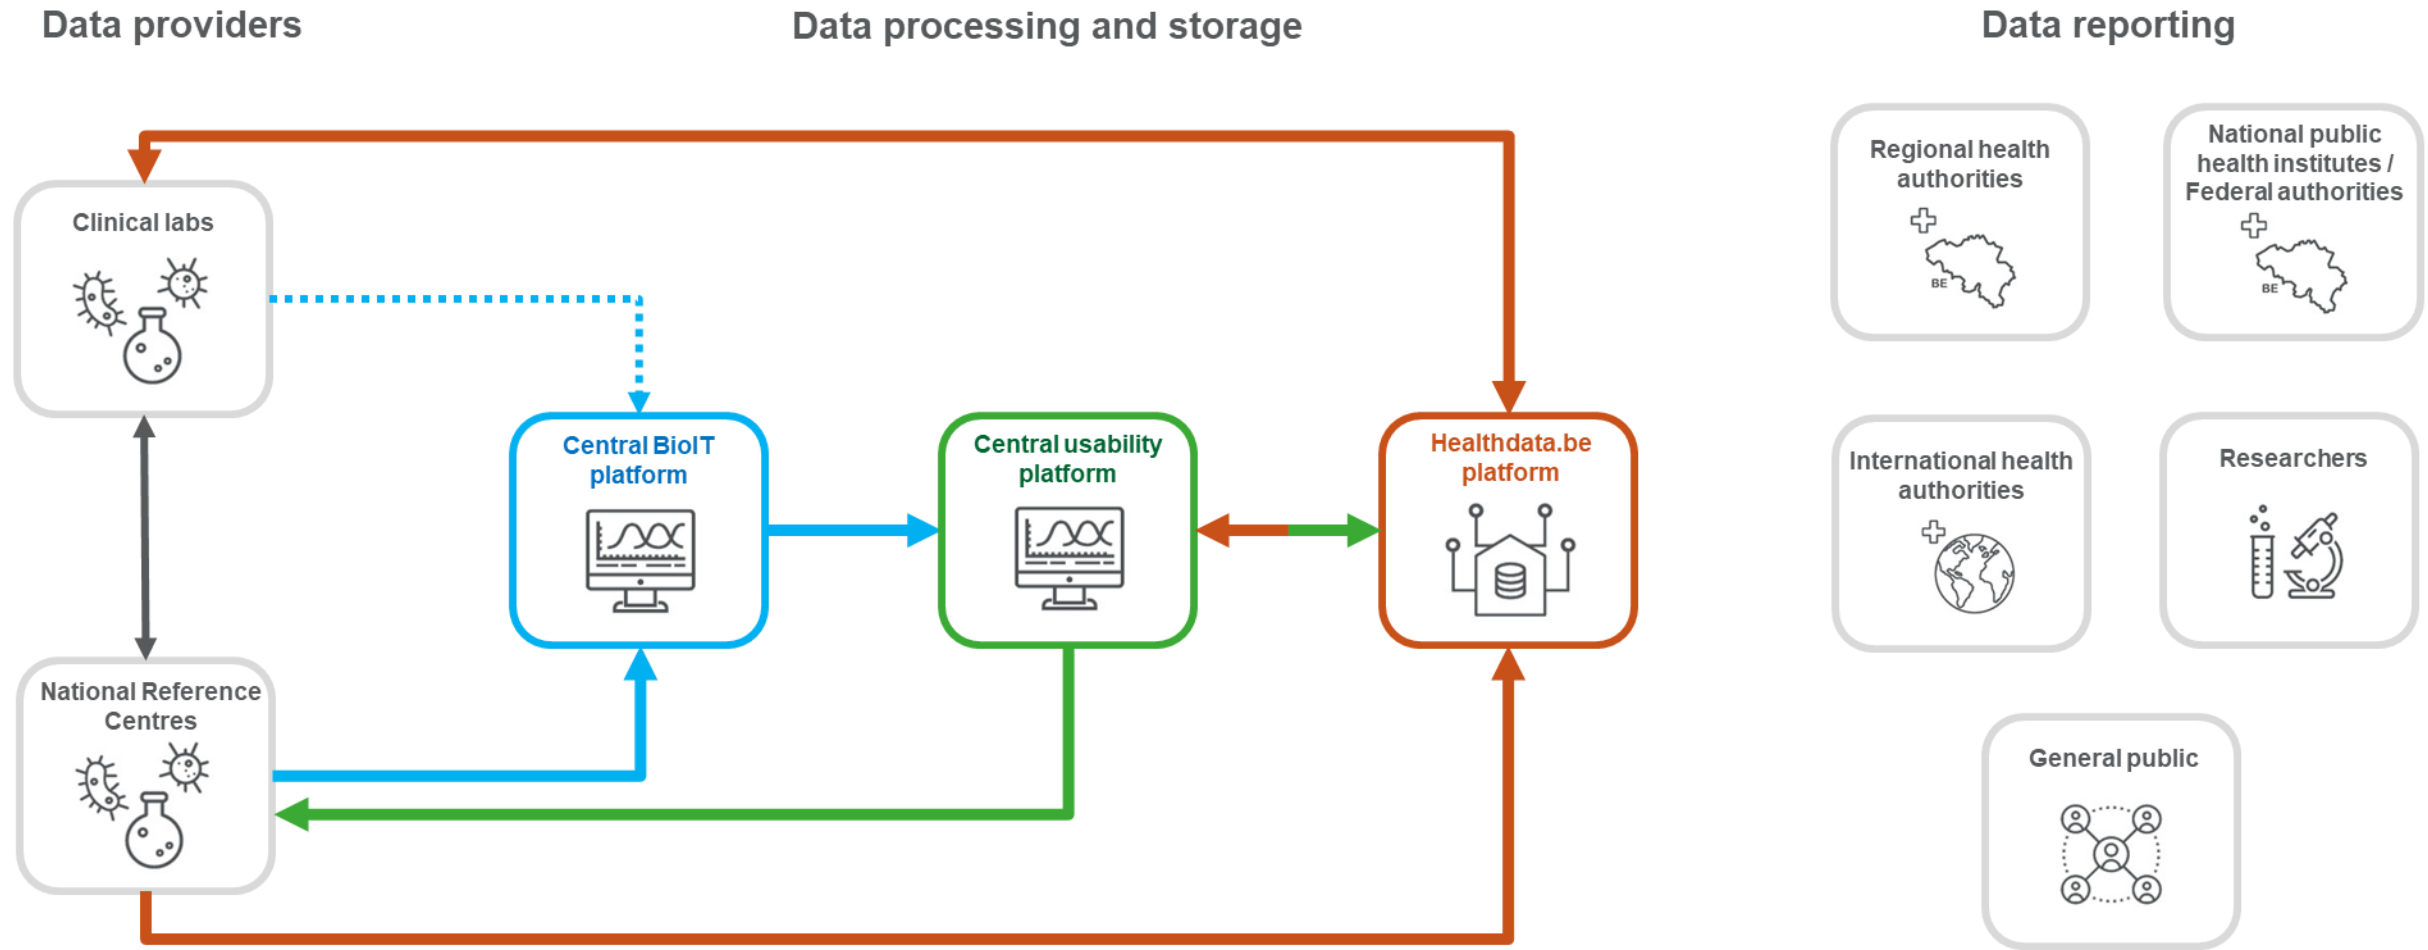 Data providers
Data processing and storage
Data reporting
Clinical labs
National Reference
Centres
Central BioIT
platform
Central usability
platform
Healthdata.be
platform
Regional health
authorities
BE
National public
health institutes /
Federal authorities
BE
International health
authorities
Researchers
General public